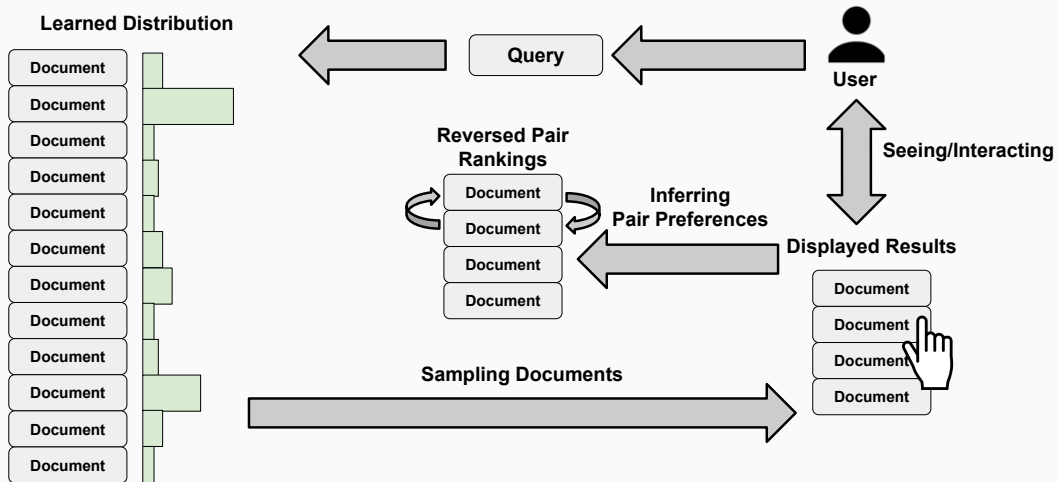 Learned Distribution
Document
Document
Document
Document
Document
Document
Document
Document
Document
Document
Document
Document
Query
User
Seeing/Interacting
Reversed Pair
Rankings
Document
Document
Document
Document
Inferring
Pair Preferences
Displayed Results
Document
Document
Document
Document
Sampling Documents